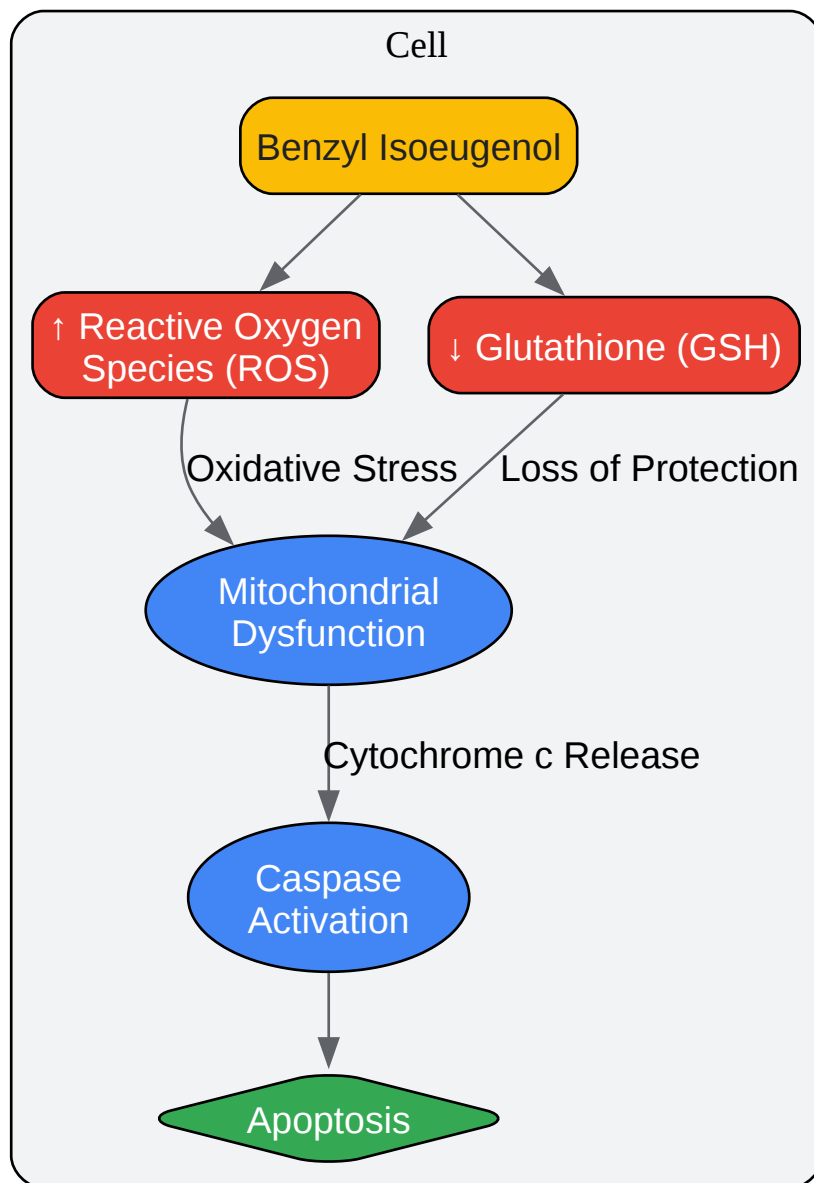 Cell
Benzyl Isoeugenol
↑ Reactive Oxygen
Species (ROS)
↓ Glutathione (GSH)
Oxidative Stress
Loss of Protection
Mitochondrial
Dysfunction
Cytochrome c Release
Caspase
Activation
Apoptosis